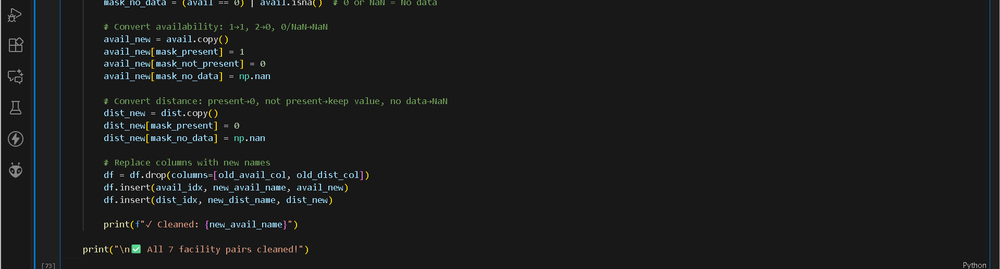 mask_no_data = (avail == 0) | avail.isna()  # 0 or NaN = No data
# Convert availability: 1→1, 2→0, 0/NaN→NaN
avail_new = avail.copy()
avail_new[mask_present] = 1
avail_new[mask_not_present] = 0
avail_new[mask_no_data] = np.nan
# Convert distance: present→0, not present→keep value, no data→NaN
dist_new = dist.copy()
dist_new[mask_present] = 0
dist_new[mask_no_data] = np.nan
# Replace columns with new names
df = df.drop(columns=[old_avail_col, old_dist_col])
df.insert(avail_idx, new_avail_name, avail_new)
df.insert(dist_idx, new_dist_name, dist_new)
print(f"✓ Cleaned: {new_avail_name}")
print("\n✅ All 7 facility pairs cleaned!")
[73]
Python